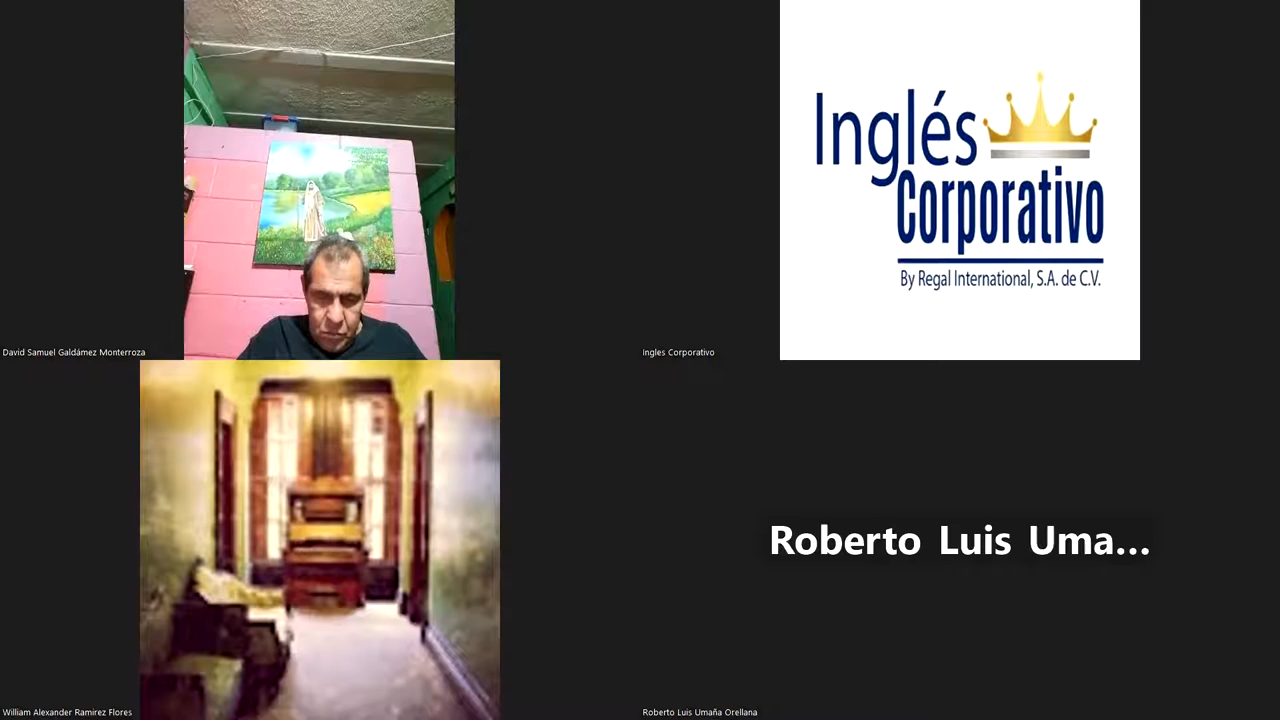 Inglés
Corporativo
By Regal International, S.A. de C.V.
David Samuel Galdámez Monterroza
Ingles Corporativo
Roberto Luis Uma...
William Alexander Ramirez Flores
Roberto Luis Umaña Orellana